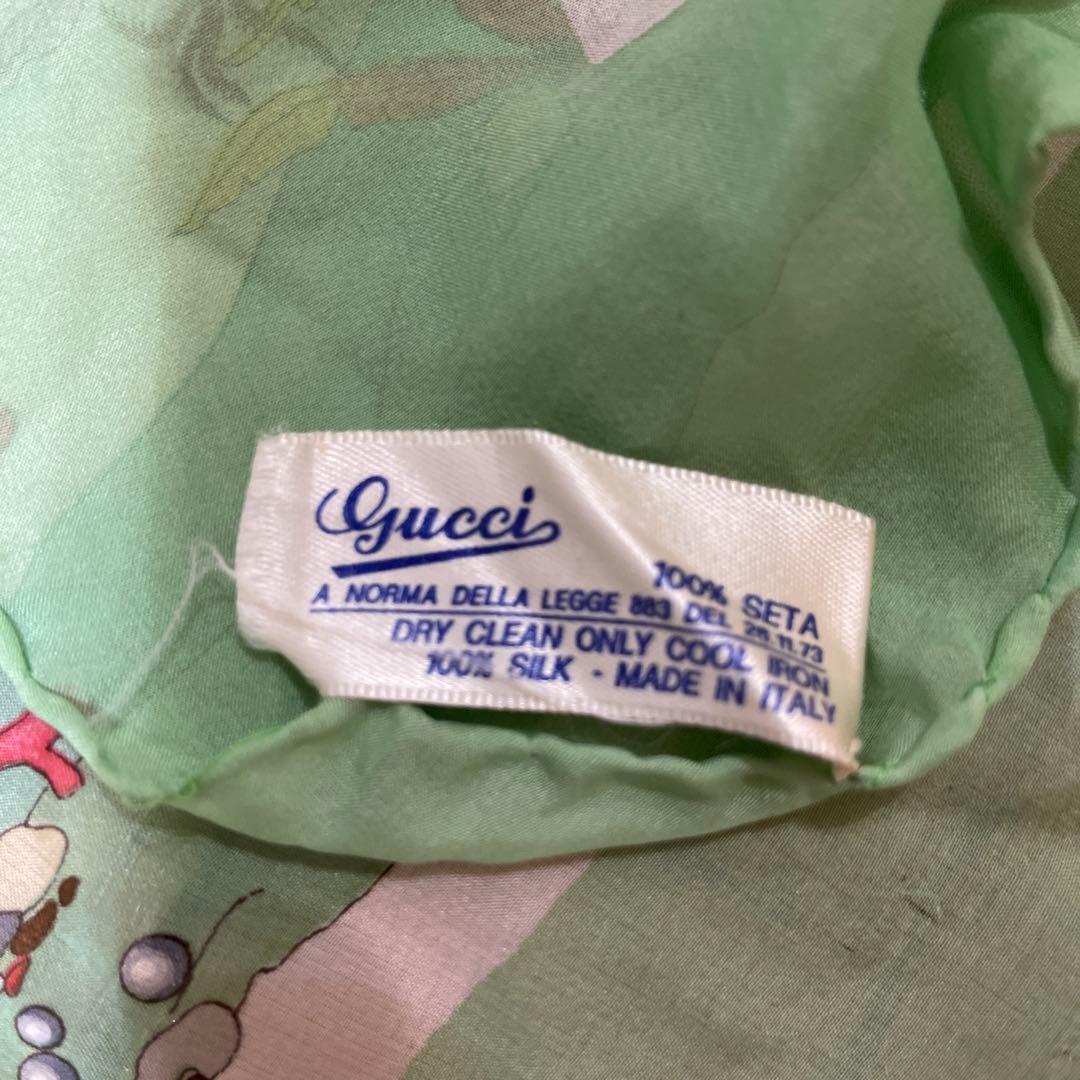 Gucci
100% SETA
A NORMA DELLA LEGGE 883 DEL 26.11.73
DRY CLEAN ONLY COOL IRON
100% SILK - MADE IN ITALY